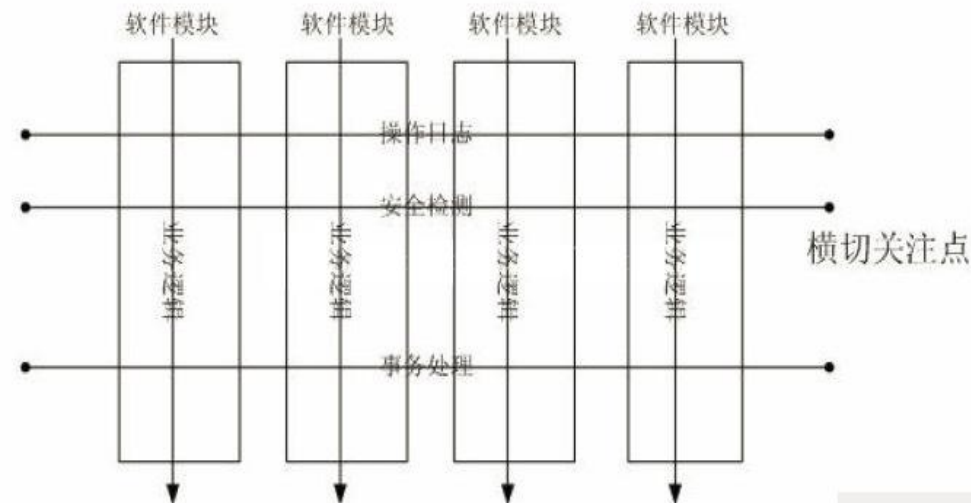 软件模块
软件模块
软件模块
软件模块
操作日志
安全检测
业务逻辑
业务逻辑
业务逻辑
业务逻辑
横切关注点
事务处理